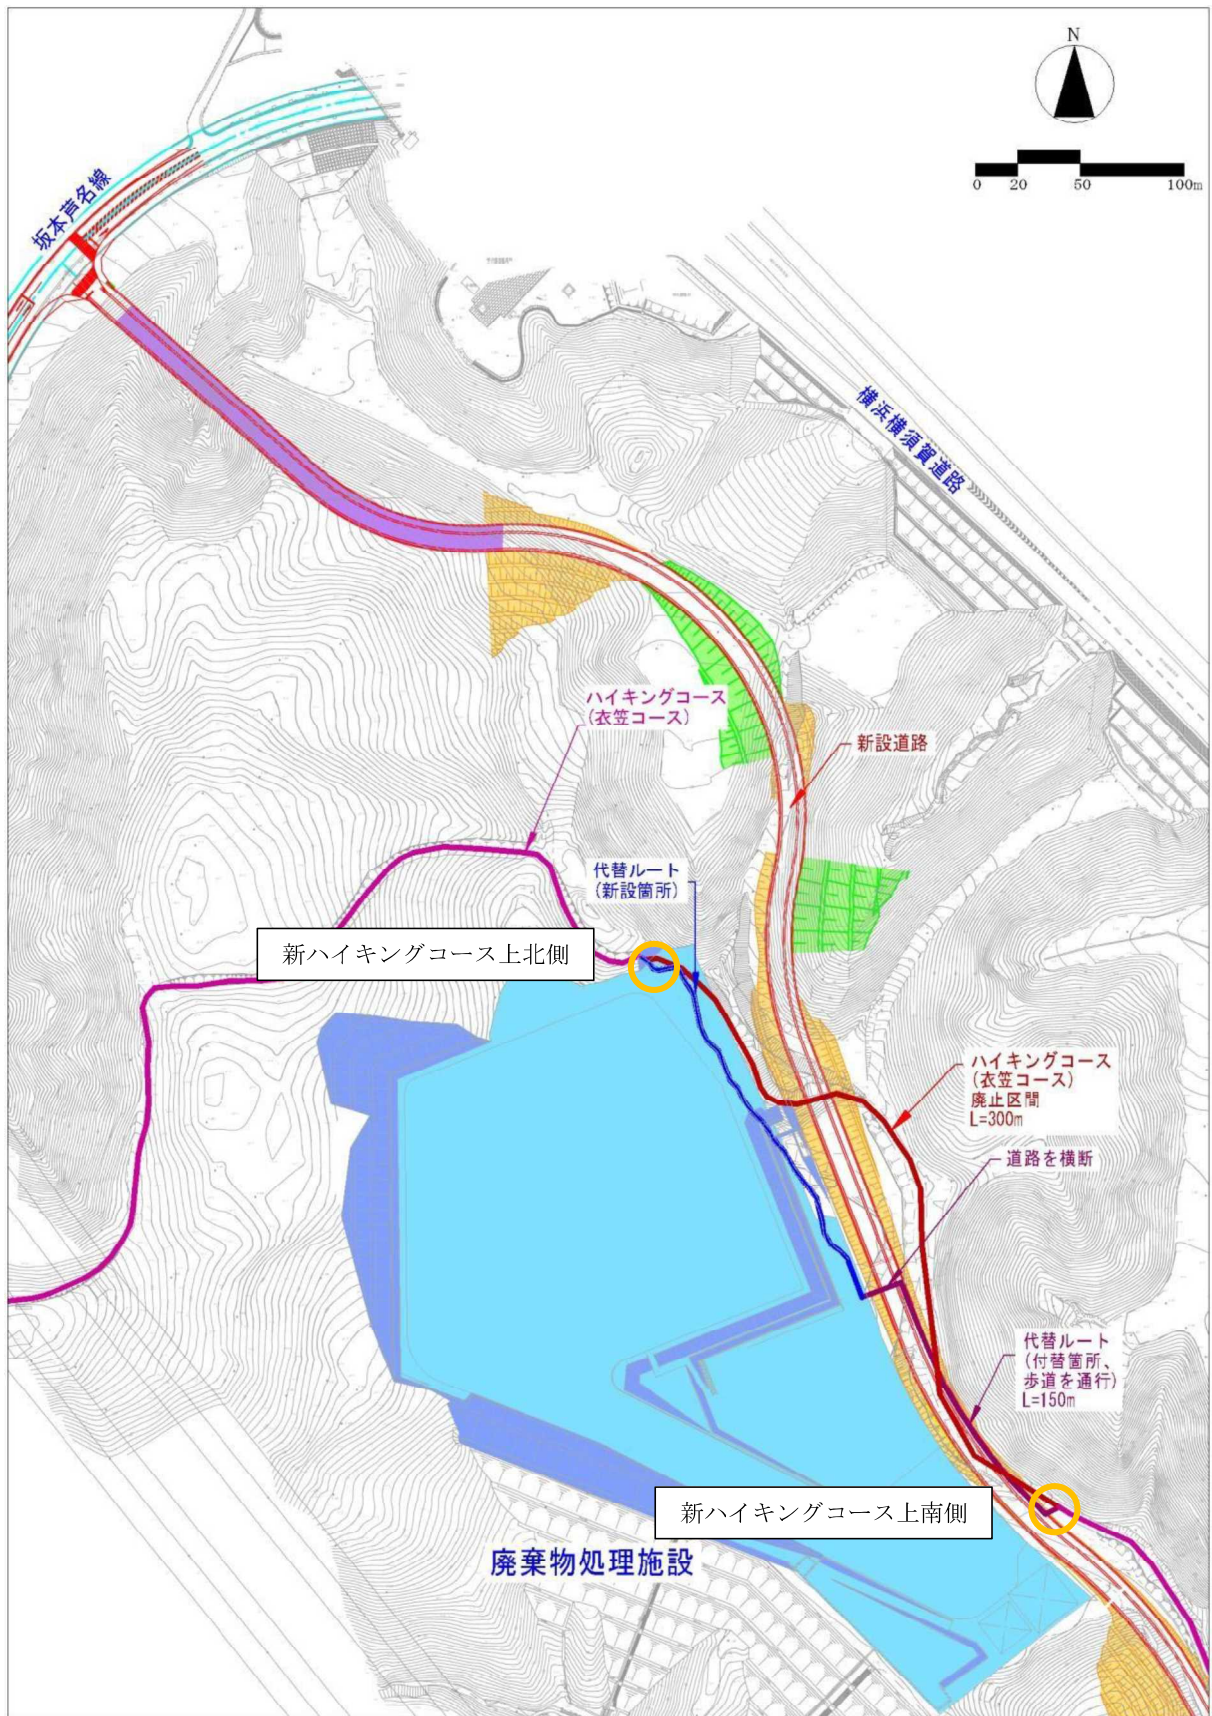 N
0 20 50 100m
坂本芦名線
横浜横須賀道路
ハイキングコース
(衣笠コース)
新設道路
代替ルート
(新設箇所)
新ハイキングコース上北側
ハイキングコース
(衣笠コース)
廃止区間
L=300m
道路を横断
代替ルート
(付替箇所、
歩道を通行)
L=150m
新ハイキングコース上南側
廃棄物処理施設